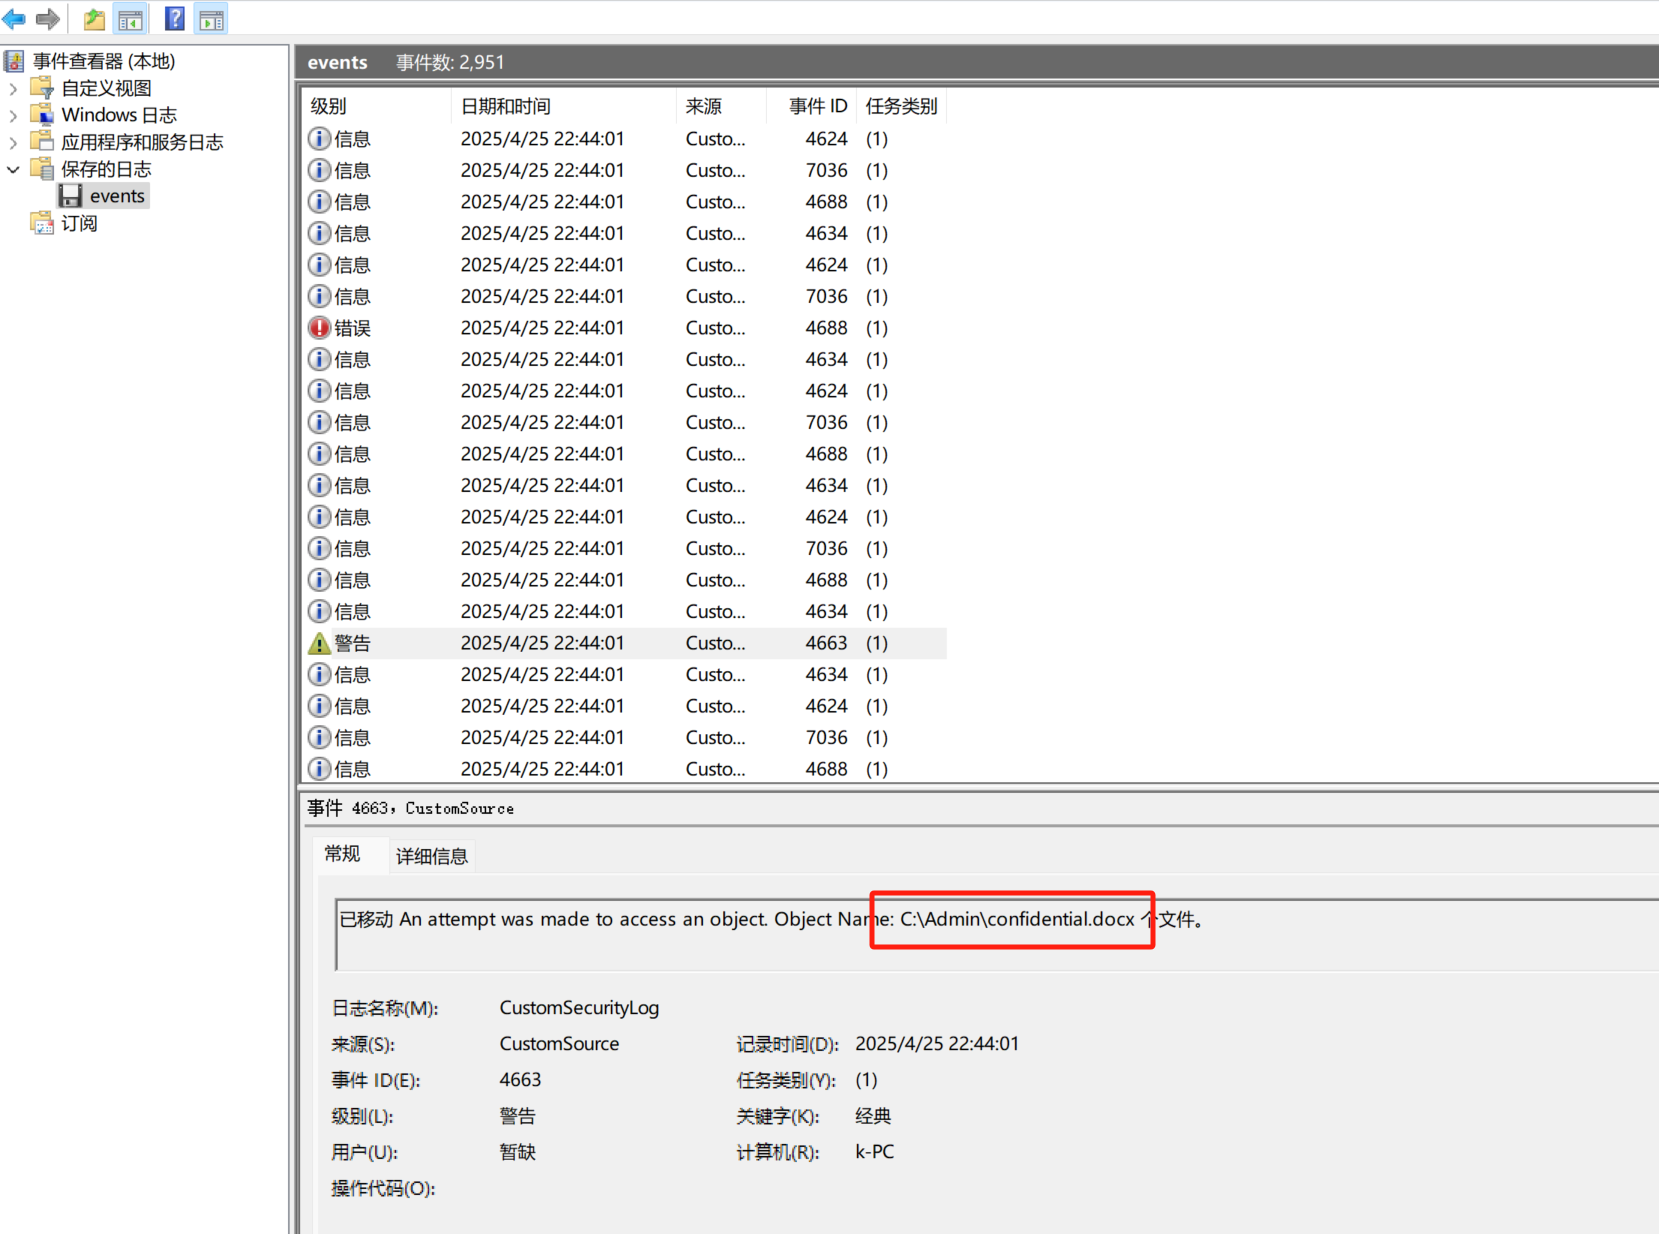 事件查看器 (本地)
自定义视图
Windows 日志
应用程序和服务日志
保存的日志
events
订阅
events 事件数: 2,951
级别 日期和时间 来源 事件 ID 任务类别
信息 2025/4/25 22:44:01 Custo... 4624 (1)
信息 2025/4/25 22:44:01 Custo... 7036 (1)
信息 2025/4/25 22:44:01 Custo... 4688 (1)
信息 2025/4/25 22:44:01 Custo... 4634 (1)
信息 2025/4/25 22:44:01 Custo... 4624 (1)
信息 2025/4/25 22:44:01 Custo... 7036 (1)
错误 2025/4/25 22:44:01 Custo... 4688 (1)
信息 2025/4/25 22:44:01 Custo... 4634 (1)
信息 2025/4/25 22:44:01 Custo... 4624 (1)
信息 2025/4/25 22:44:01 Custo... 7036 (1)
信息 2025/4/25 22:44:01 Custo... 4688 (1)
信息 2025/4/25 22:44:01 Custo... 4634 (1)
信息 2025/4/25 22:44:01 Custo... 4624 (1)
信息 2025/4/25 22:44:01 Custo... 7036 (1)
信息 2025/4/25 22:44:01 Custo... 4688 (1)
信息 2025/4/25 22:44:01 Custo... 4634 (1)
警告 2025/4/25 22:44:01 Custo... 4663 (1)
信息 2025/4/25 22:44:01 Custo... 4634 (1)
信息 2025/4/25 22:44:01 Custo... 4624 (1)
信息 2025/4/25 22:44:01 Custo... 7036 (1)
信息 2025/4/25 22:44:01 Custo... 4688 (1)
事件 4663，CustomSource
常规 详细信息
已移动 An attempt was made to access an object. Object Name: C:\Admin\confidential.docx 个文件。
日志名称(M): CustomSecurityLog
来源(S): CustomSource 记录时间(D): 2025/4/25 22:44:01
事件 ID(E): 4663 任务类别(Y): (1)
级别(L): 警告 关键字(K): 经典
用户(U): 暂缺 计算机(R): k-PC
操作代码(O):